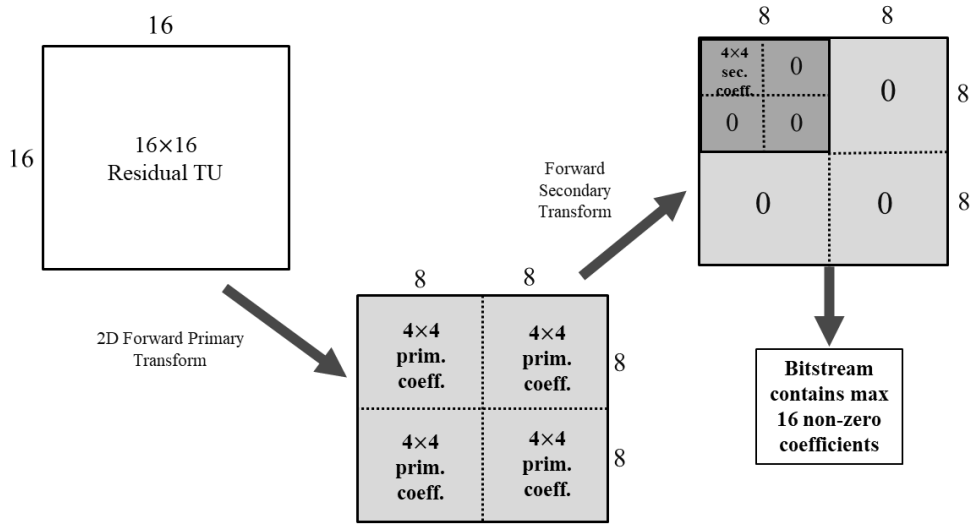 16
16
16×16
Residual TU
2D Forward Primary
Transform
8
8
4×4
prim.
coeff.
4×4
prim.
coeff.
8
4×4
prim.
coeff.
4×4
prim.
coeff.
8
Forward
Secondary
Transform
8
8
4×4
sec.
coeff.
0
0
0
0
8
0
0
8
Bitstream
contains max
16 non-zero
coefficients